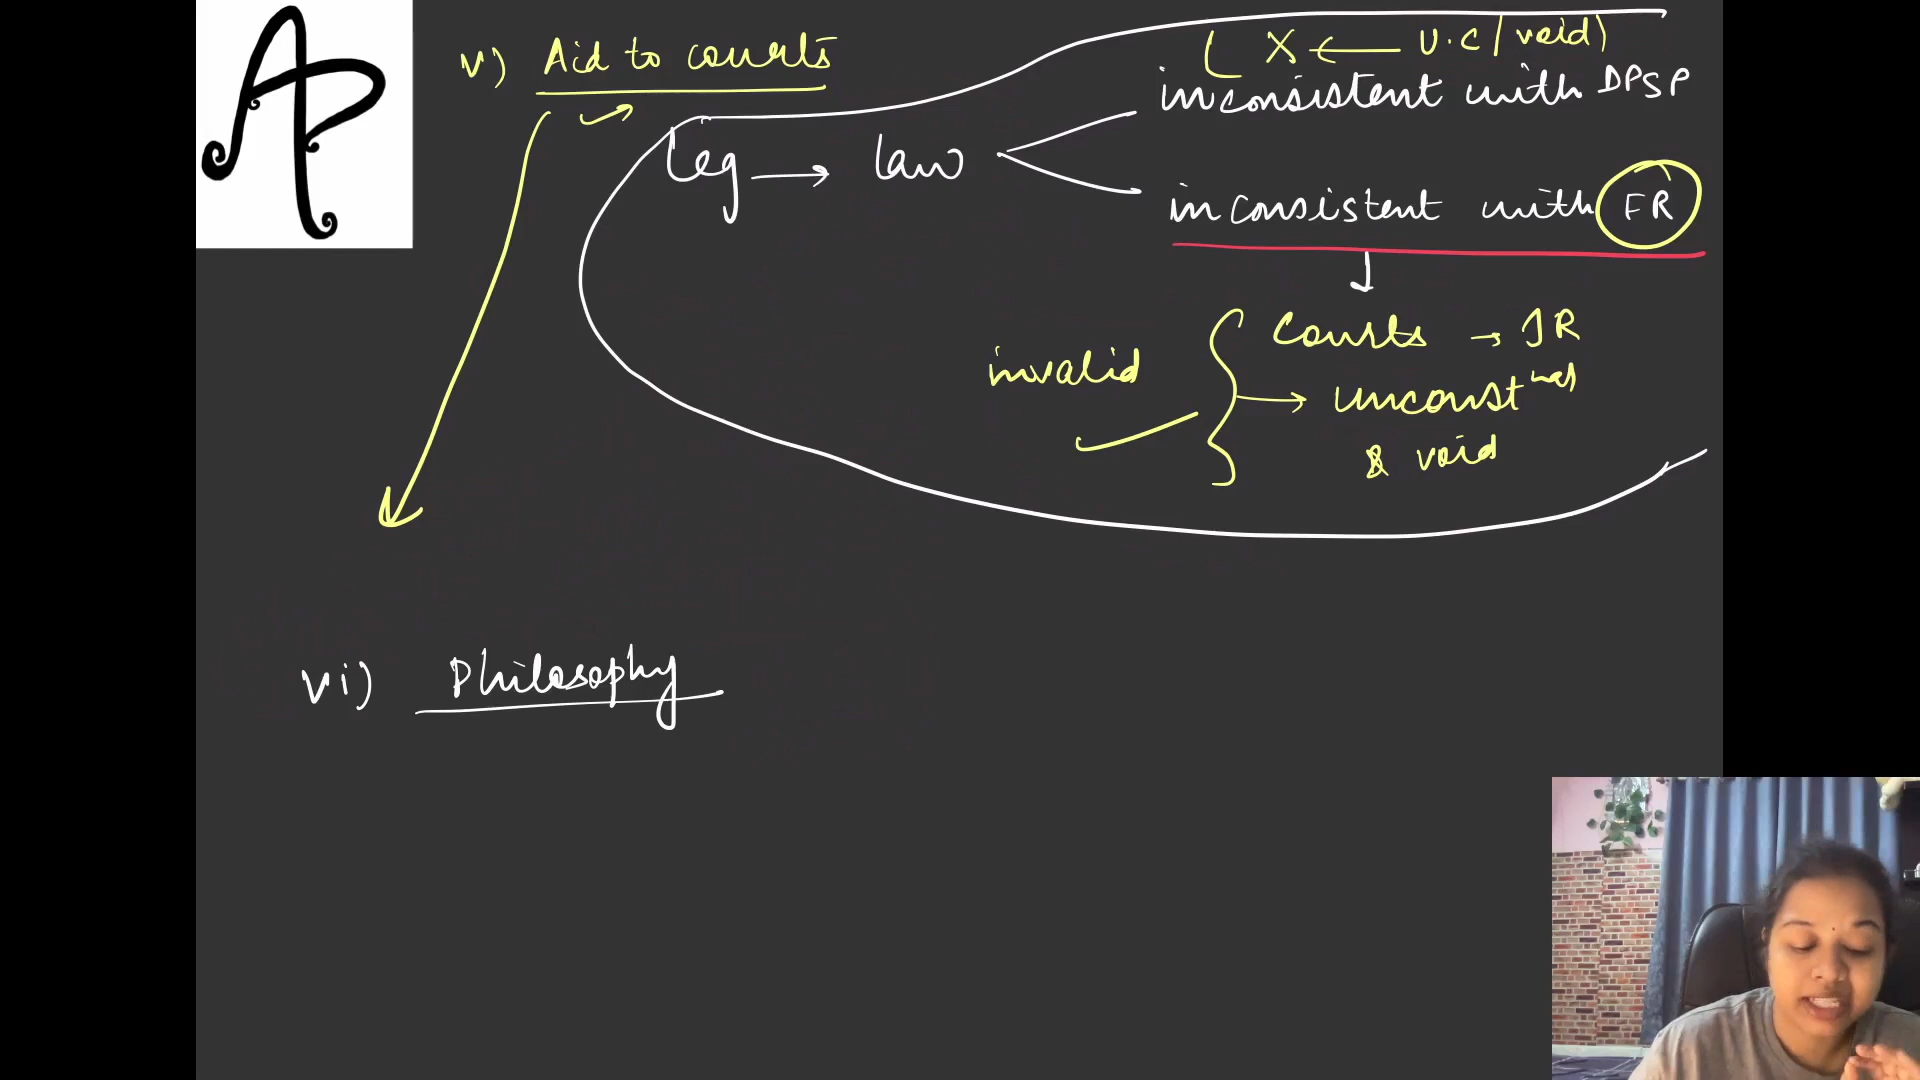 AP
v) Aid to courts
X ← U.C / void)
inconsistent with DPSP
Leg → law
inconsistent with FR
Courts → JR
invalid
→ unconstnal
& void
vi) Philosophy